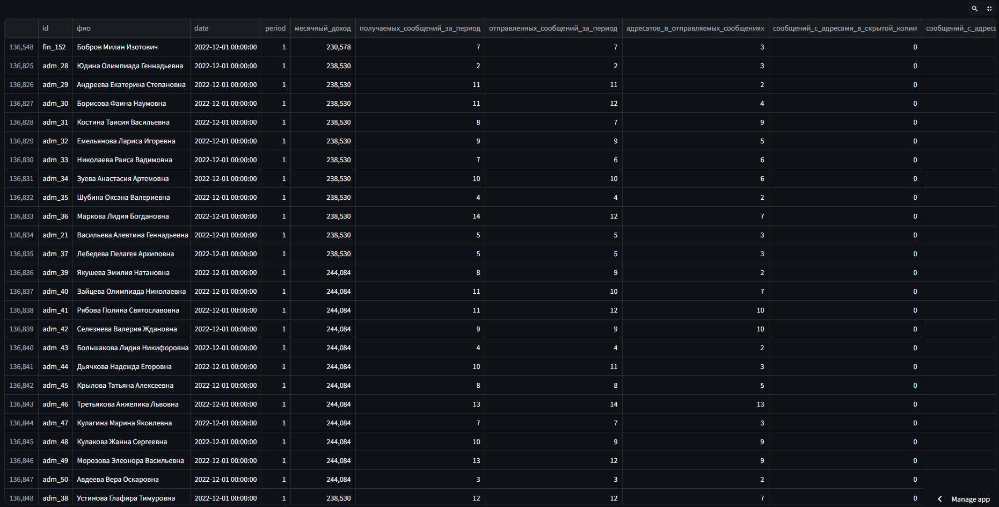 id фио date period месячный_доход получаемых_сообщений_за_период отправленных_сообщений_за_период адресатов_в_отправляемых_сообщениях сообщений_с_адресами_в_скрытой_копии сообщений_с_адреса
136,548 fin_152 Бобров Милан Изотович 2022-12-01 00:00:00 1 230,578 7 7 3 0
136,825 adm_28 Юдина Олимпиада Геннадьевна 2022-12-01 00:00:00 1 238,530 2 2 3 0
136,826 adm_29 Андреева Екатерина Степановна 2022-12-01 00:00:00 1 238,530 11 11 2 0
136,827 adm_30 Борисова Фаина Наумовна 2022-12-01 00:00:00 1 238,530 11 12 4 0
136,828 adm_31 Костина Таисия Васильевна 2022-12-01 00:00:00 1 238,530 8 7 9 0
136,829 adm_32 Емельянова Лариса Игоревна 2022-12-01 00:00:00 1 238,530 9 9 5 0
136,830 adm_33 Николаева Раиса Вадимовна 2022-12-01 00:00:00 1 238,530 7 6 6 0
136,831 adm_34 Зуева Анастасия Артемовна 2022-12-01 00:00:00 1 238,530 10 10 6 0
136,832 adm_35 Шубина Оксана Валериевна 2022-12-01 00:00:00 1 238,530 4 4 2 0
136,833 adm_36 Маркова Лидия Богдановна 2022-12-01 00:00:00 1 238,530 14 12 7 0
136,834 adm_21 Васильева Алевтина Геннадьевна 2022-12-01 00:00:00 1 238,530 5 5 3 0
136,835 adm_37 Лебедева Пелагея Архиповна 2022-12-01 00:00:00 1 238,530 5 5 3 0
136,836 adm_39 Якушева Эмилия Натановна 2022-12-01 00:00:00 1 244,084 8 9 2 0
136,837 adm_40 Зайцева Олимпиада Николаевна 2022-12-01 00:00:00 1 244,084 11 10 7 0
136,838 adm_41 Рябова Полина Святославовна 2022-12-01 00:00:00 1 244,084 11 12 10 0
136,839 adm_42 Селезнева Валерия Ждановна 2022-12-01 00:00:00 1 244,084 9 9 10 0
136,840 adm_43 Большакова Лидия Никифоровна 2022-12-01 00:00:00 1 244,084 4 4 2 0
136,841 adm_44 Дьячкова Надежда Егоровна 2022-12-01 00:00:00 1 244,084 10 11 3 0
136,842 adm_45 Крылова Татьяна Алексеевна 2022-12-01 00:00:00 1 244,084 8 8 5 0
136,843 adm_46 Третьякова Анжелика Львовна 2022-12-01 00:00:00 1 244,084 13 14 13 0
136,844 adm_47 Кулагина Марина Яковлевна 2022-12-01 00:00:00 1 244,084 7 7 3 0
136,845 adm_48 Кулакова Жанна Сергеевна 2022-12-01 00:00:00 1 244,084 10 9 9 0
136,846 adm_49 Морозова Элеонора Васильевна 2022-12-01 00:00:00 1 244,084 13 12 9 0
136,847 adm_50 Авдеева Вера Оскаровна 2022-12-01 00:00:00 1 244,084 3 3 2 0
136,848 adm_38 Устинова Глафира Тимуровна 2022-12-01 00:00:00 1 238,530 12 12 7 0
Manage app